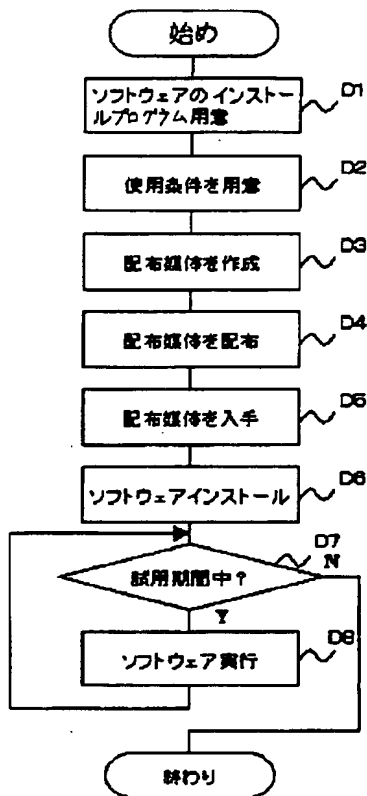 始め
ソフトウェアのインストー
ルプログラム用意
D1
使用条件を用意
D2
配布媒体を作成
D3
配布媒体を配布
D4
配布媒体を入手
D5
ソフトウェアインストール
D6
試用期間中?
D7
N
Y
ソフトウェア実行
D8
終わり